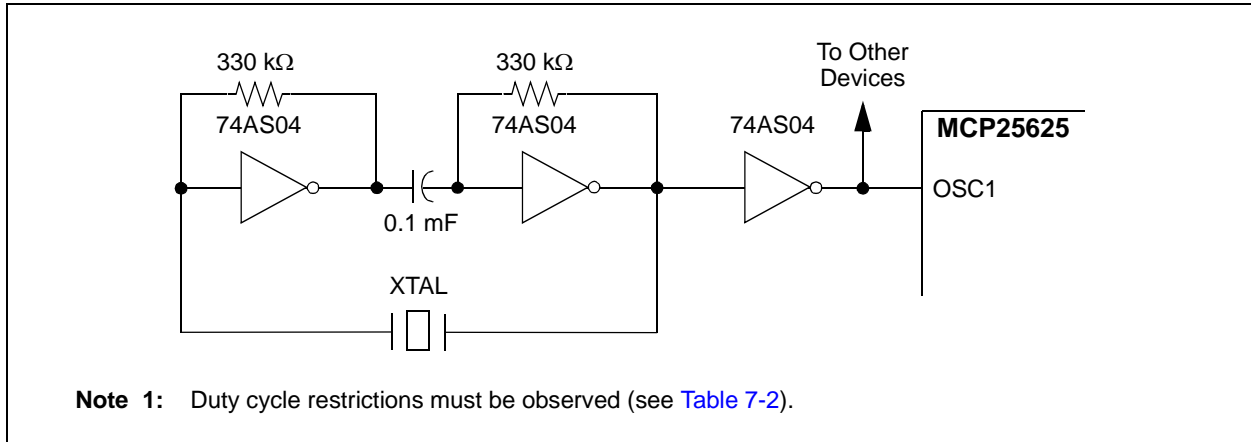 330 kΩ
330 kΩ
To Other
Devices
74AS04
74AS04
74AS04
MCP25625
OSC1
0.1 mF
XTAL
Note 1: Duty cycle restrictions must be observed (see Table 7-2).